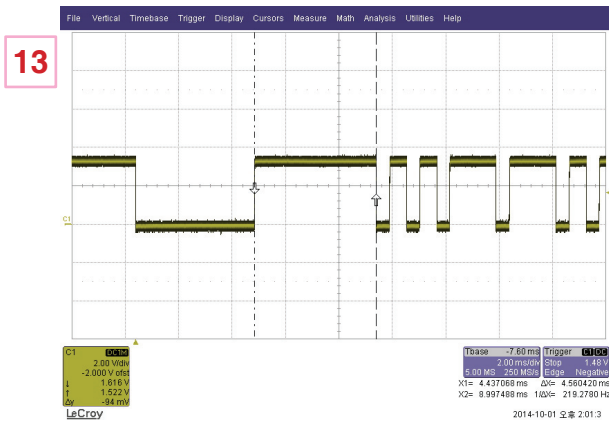 File Vertical Timebase Trigger Display Cursors Measure Math Analysis Utilities Help
13
C1
C1 DC1M
2.00 V/div
-2.000 V ofst
↓ 1.616 V
↑ 1.522 V
Δy -94 mV
Tbase -7.60 ms
2.00 ms/div
5.00 MS 250 MS/s
Trigger C1 DC
Stop 1.48 V
Edge Negative
X1= 4.437068 ms ΔX= 4.560420 ms
X2= 8.997488 ms 1/ΔX= 219.2780 Hz
LeCroy
2014-10-01 오후 2:01:3